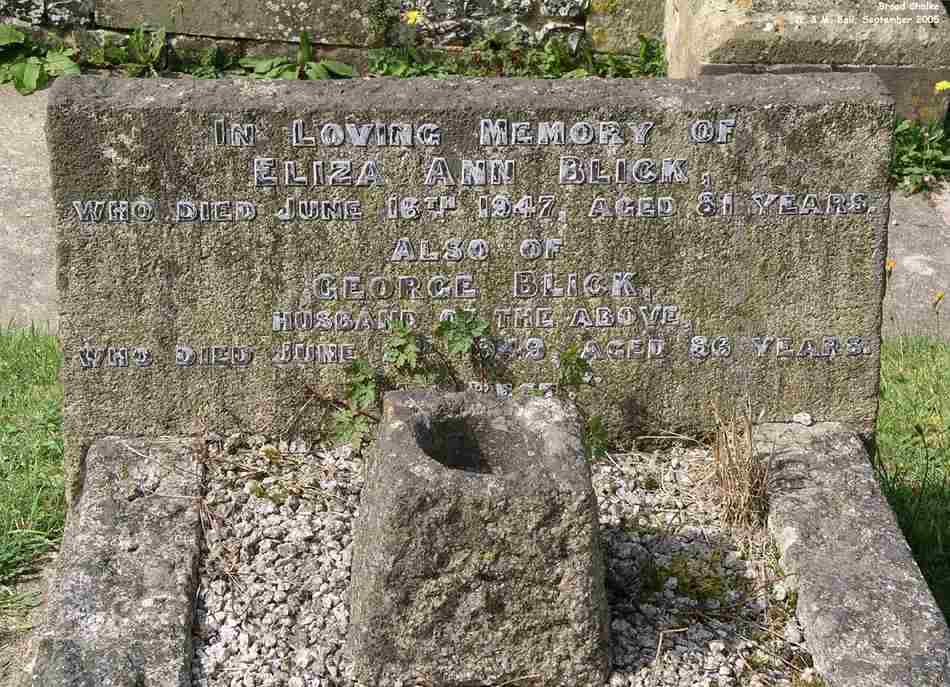 Broad Chalke
D. & M. Ball, September 2005
IN LOVING MEMORY OF
ELIZA ANN BLICK,
WHO DIED JUNE 16TH 1947, AGED 81 YEARS.
ALSO OF
GEORGE BLICK,
HUSBAND OF THE ABOVE,
WHO DIED JUNE AGED 86 YEARS.
REST